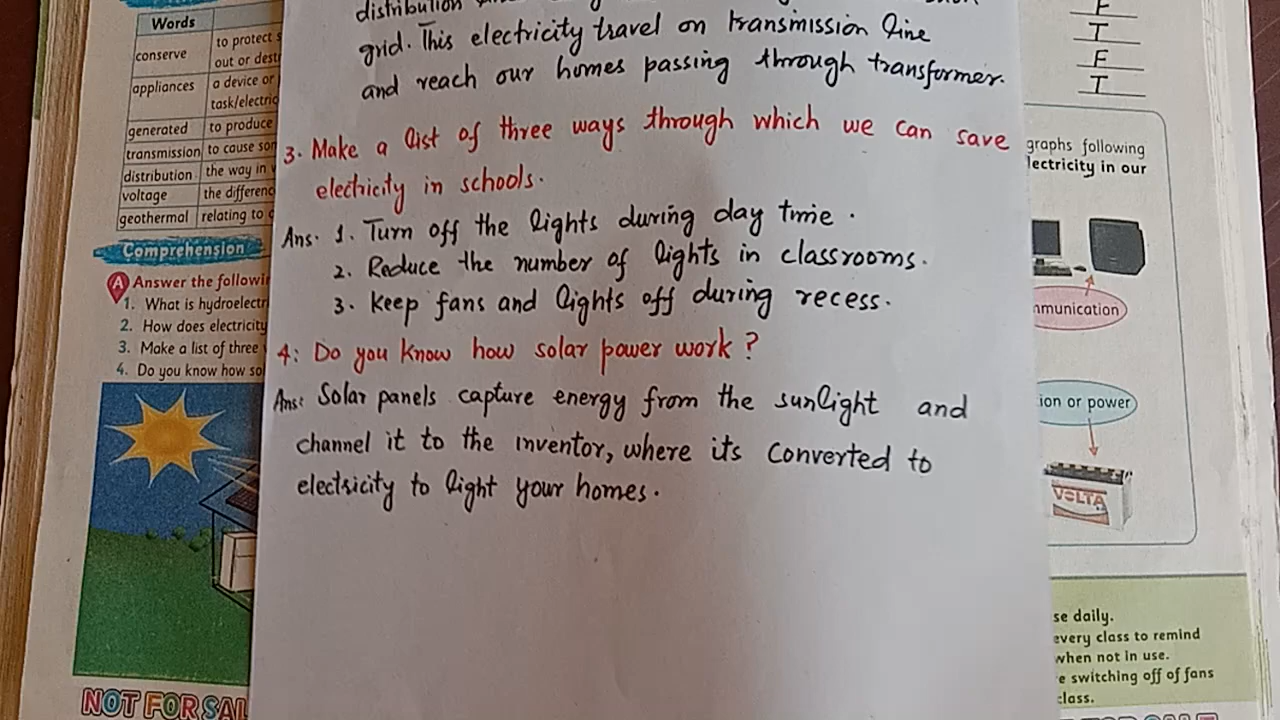 Words
conserve
to protect s
out or dest
appliances
a device or
task/electric
generated
to produce
transmission
to cause son
distribution
the way in w
voltage
the differenc
geothermal
relating to c
Comprehension
A Answer the followi
1. What is hydroelectr
2. How does electricity
3. Make a list of three
4. Do you know how so
NOT FOR SAL
distribution
grid. This electricity travel on transmission line
and reach our homes passing through transformer.
3. Make a list of three ways through which we can save
electricity in schools.
Ans. 1. Turn off the lights during day time.
2. Reduce the number of lights in classrooms.
3. Keep fans and lights off during recess.
4: Do you know how solar power work?
Ans: Solar panels capture energy from the sunlight and
channel it to the inventor, where its converted to
electricity to light your homes.
F
T
F
T
graphs following
lectricity in our
mmunication
ion or power
VOLTA
se daily.
every class to remind
when not in use.
e switching off of fans
class.